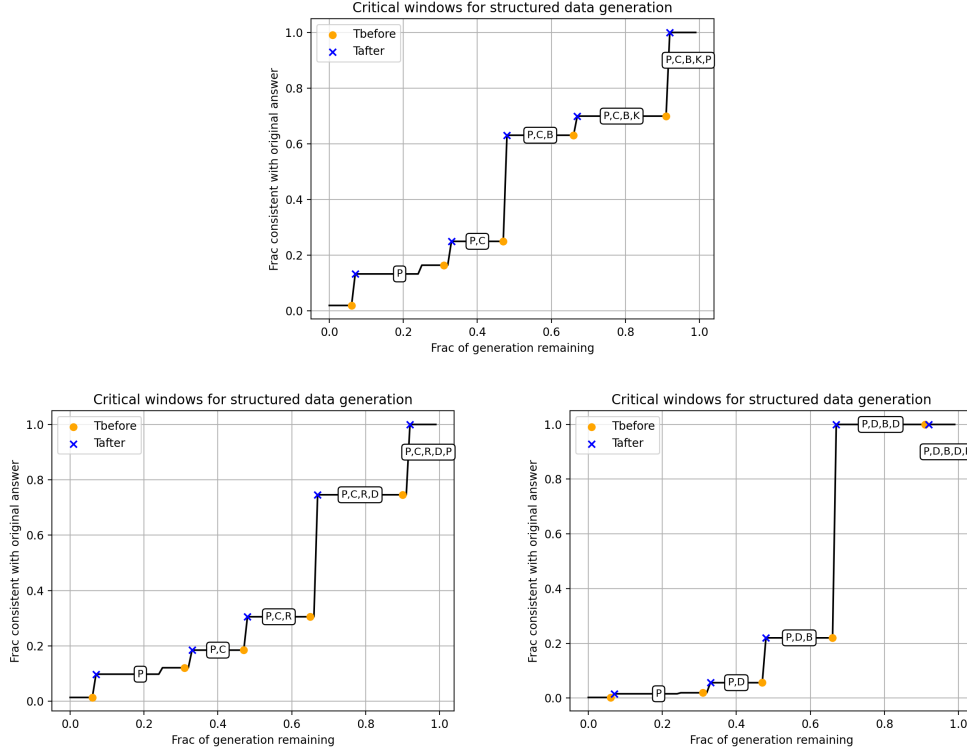 Critical windows for structured data generation
Tbefore
Tafter
Frac consistent with original answer
1.0
0.8
0.6
0.4
0.2
0.0
P
P,C
P,C,B
P,C,B,K
P,C,B,K,P
0.0 0.2 0.4 0.6 0.8 1.0
Frac of generation remaining
Critical windows for structured data generation
Tbefore
Tafter
Frac consistent with original answer
1.0
0.8
0.6
0.4
0.2
0.0
P
P,C
P,C,R
P,C,R,D
P,C,R,D,P
0.0 0.2 0.4 0.6 0.8 1.0
Frac of generation remaining
Critical windows for structured data generation
Tbefore
Tafter
Frac consistent with original answer
1.0
0.8
0.6
0.4
0.2
0.0
P
P,D
P,D,B
P,D,B,D
0.0 0.2 0.4 0.6 0.8 1.0
Frac of generation remaining